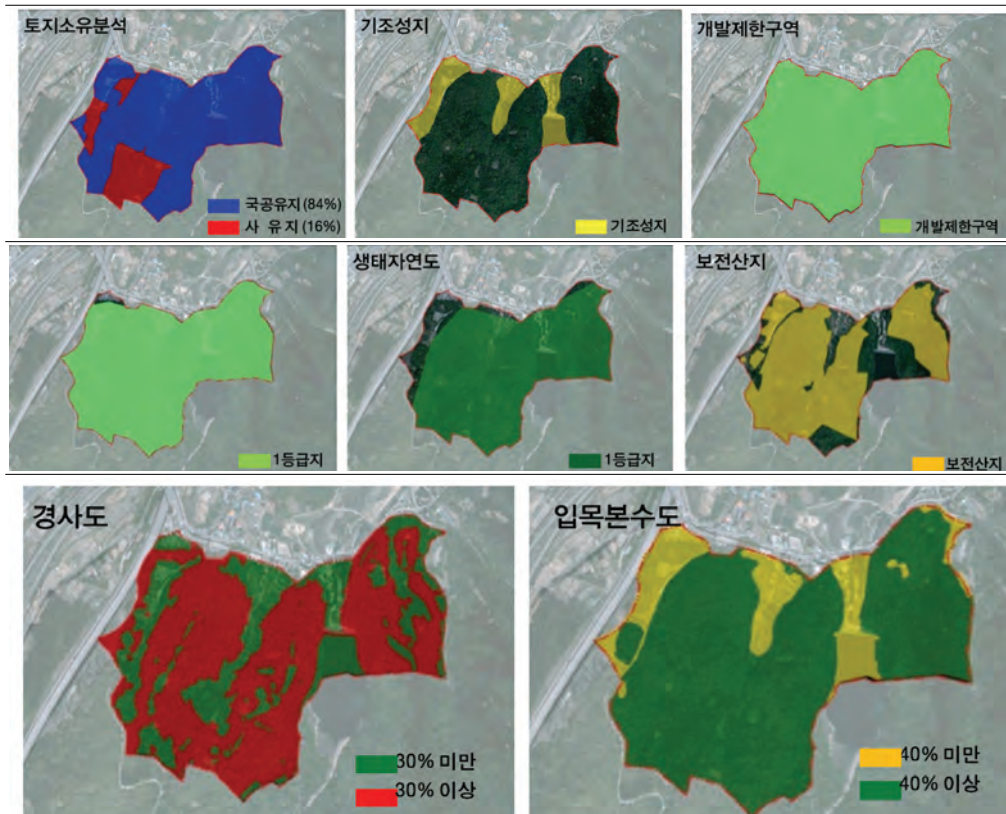 토지소유분석
국공유지(84%)
사 유 지(16%)
기조성지
기조성지
개발제한구역
개발제한구역
1등급지
생태자연도
1등급지
보전산지
보전산지
경사도
30% 미만
30% 이상
입목본수도
40% 미만
40% 이상